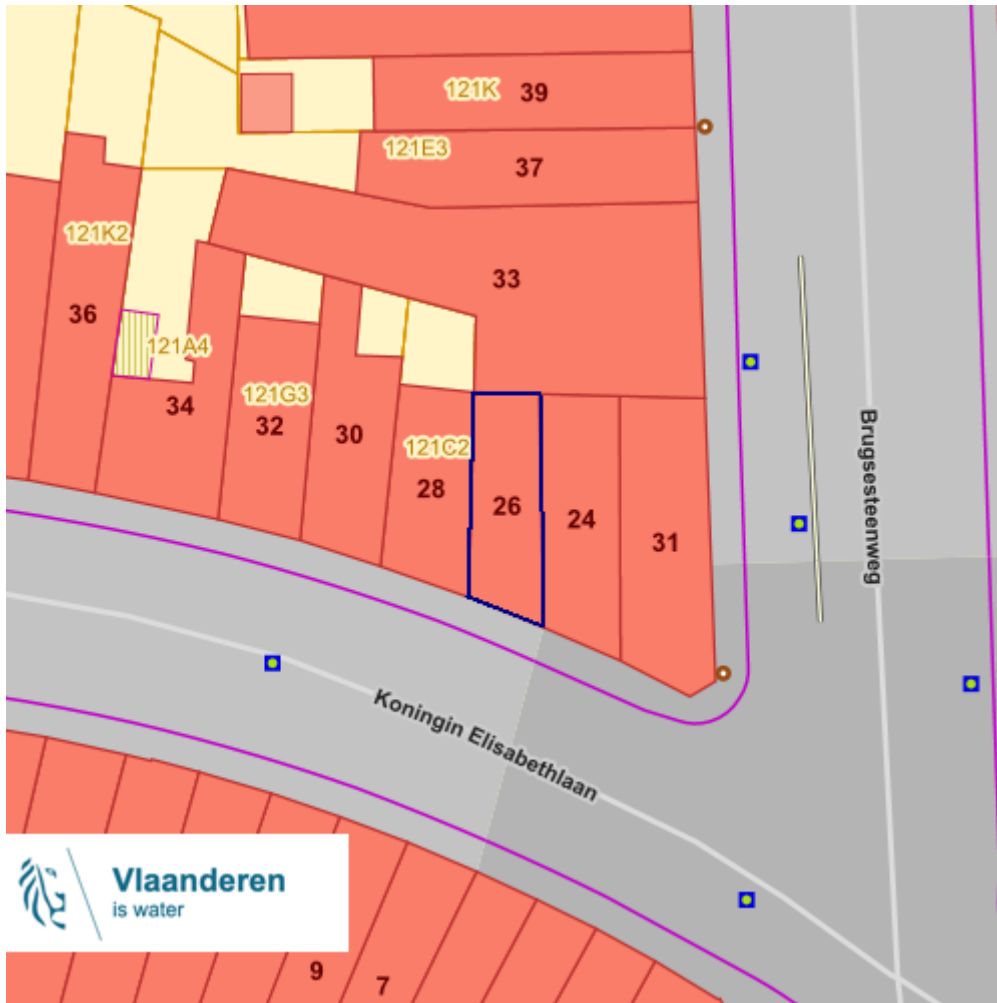 121K 39
121E3
37
121K2
33
36
121A4
34
121G3
32
30
121C2
28
26
24
31
Brugsesteenweg
Koningin Elisabethlaan
Vlaanderen
is water
9
7